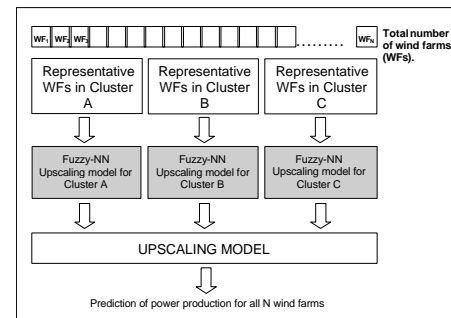 WF1 WF2 WF3 ......... WFN
Total number
of wind farms
(WFs).
Representative
WFs in Cluster
A
Representative
WFs in Cluster
B
Representative
WFs in Cluster
C
Fuzzy-NN
Upscaling model for
Cluster A
Fuzzy-NN
Upscaling model for
Cluster B
Fuzzy-NN
Upscaling model for
Cluster C
UPSCALING MODEL
Prediction of power production for all N wind farms